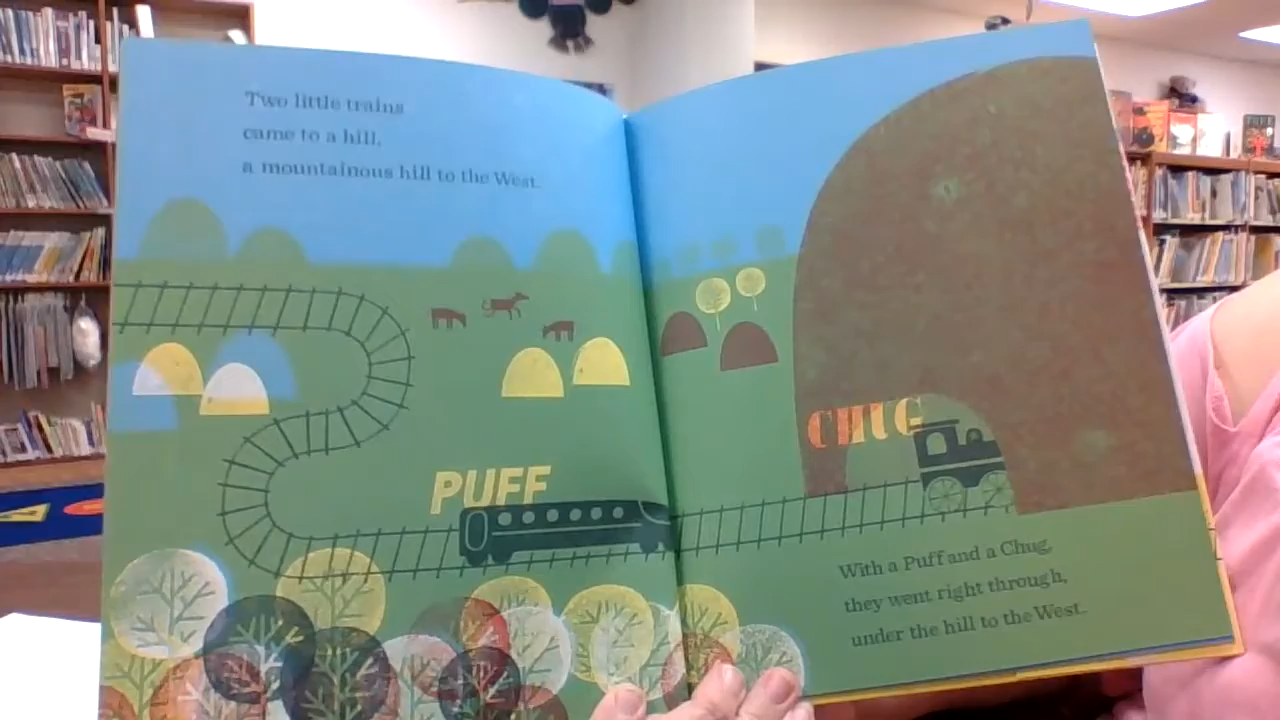 Two little trains
came to a hill,
a mountainous hill to the West.
PUFF
CHUG
With a Puff and a Chug,
they went right through,
under the hill to the West.